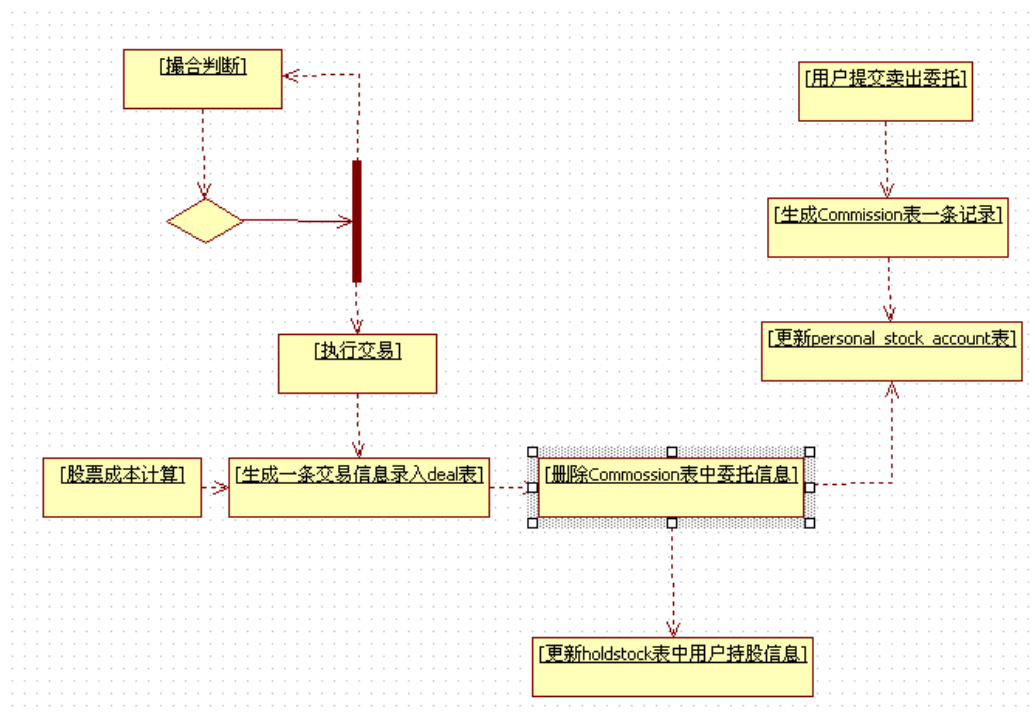 [撮合判断]
[用户提交卖出委托]
[生成Commission表一条记录]
[更新personal_stock_account表]
[执行交易]
[股票成本计算]
[生成一条交易信息录入deal表]
[删除Commossion表中委托信息]
[更新holdstock表中用户持股信息]